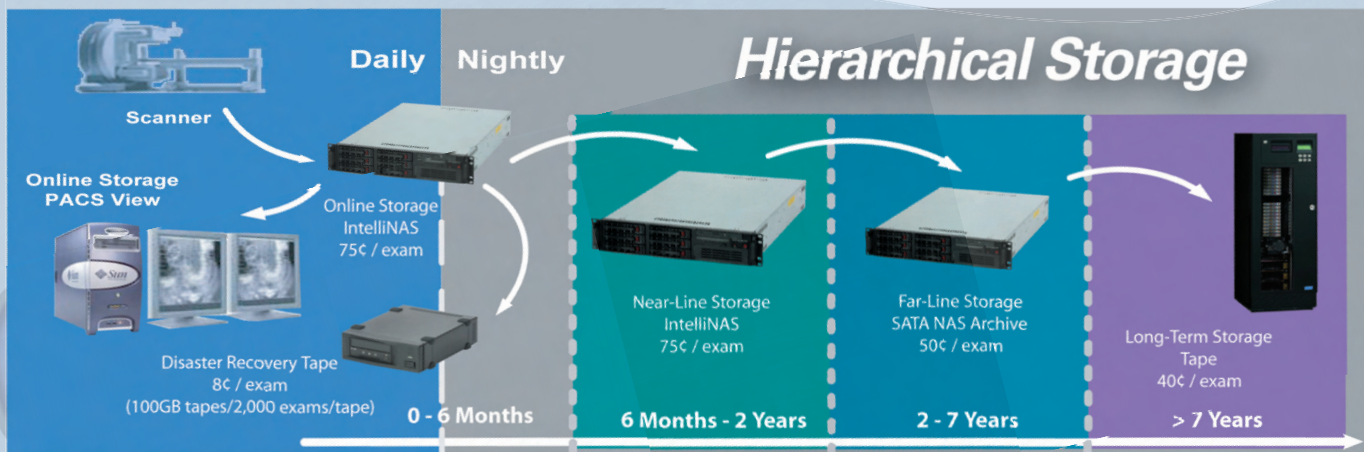 Hierarchical Storage
Daily
Nightly
Scanner
Online Storage
PACS View
Online Storage
IntelliNAS
75¢ / exam
Sun
Disaster Recovery Tape
8¢ / exam
(100GB tapes/2,000 exams/tape)
0 - 6 Months
Near-Line Storage
IntelliNAS
75¢ / exam
6 Months - 2 Years
Far-Line Storage
SATA NAS Archive
50¢ / exam
2 - 7 Years
Long-Term Storage
Tape
40¢ / exam
> 7 Years